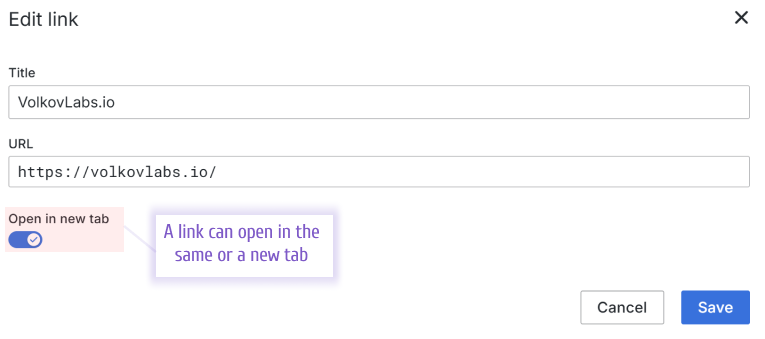 Edit link
Title
VolkovLabs.io
URL
https://volkovlabs.io/
Open in new tab
A link can open in the
same or a new tab
Cancel
Save